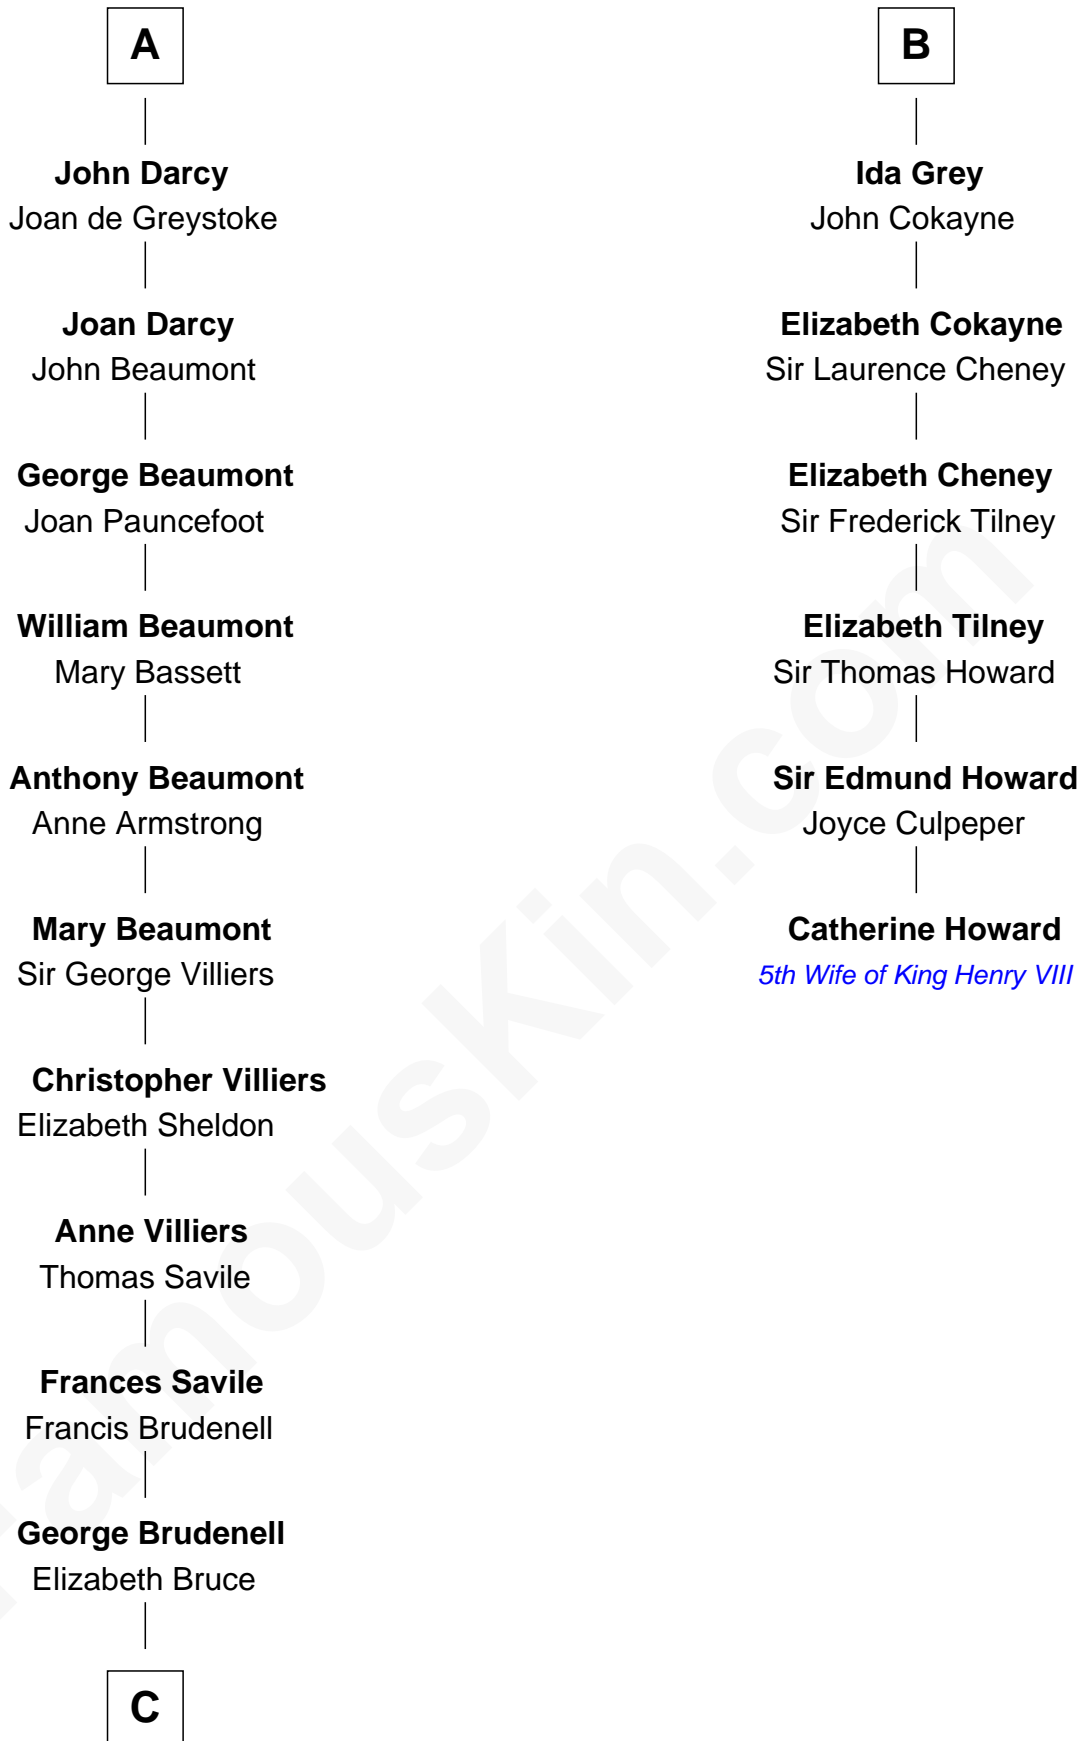 A
John Darcy
Joan de Greystoke
Joan Darcy
John Beaumont
George Beaumont
Joan Pauncefoot
William Beaumont
Mary Bassett
Anthony Beaumont
Anne Armstrong
Mary Beaumont
Sir George Villiers
Christopher Villiers
Elizabeth Sheldon
Anne Villiers
Thomas Savile
Frances Savile
Francis Brudenell
George Brudenell
Elizabeth Bruce
C
B
Ida Grey
John Cokayne
Elizabeth Cokayne
Sir Laurence Cheney
Elizabeth Cheney
Sir Frederick Tilney
Elizabeth Tilney
Sir Thomas Howard
Sir Edmund Howard
Joyce Culpeper
Catherine Howard
5th Wife of King Henry VIII
FamousKin.com